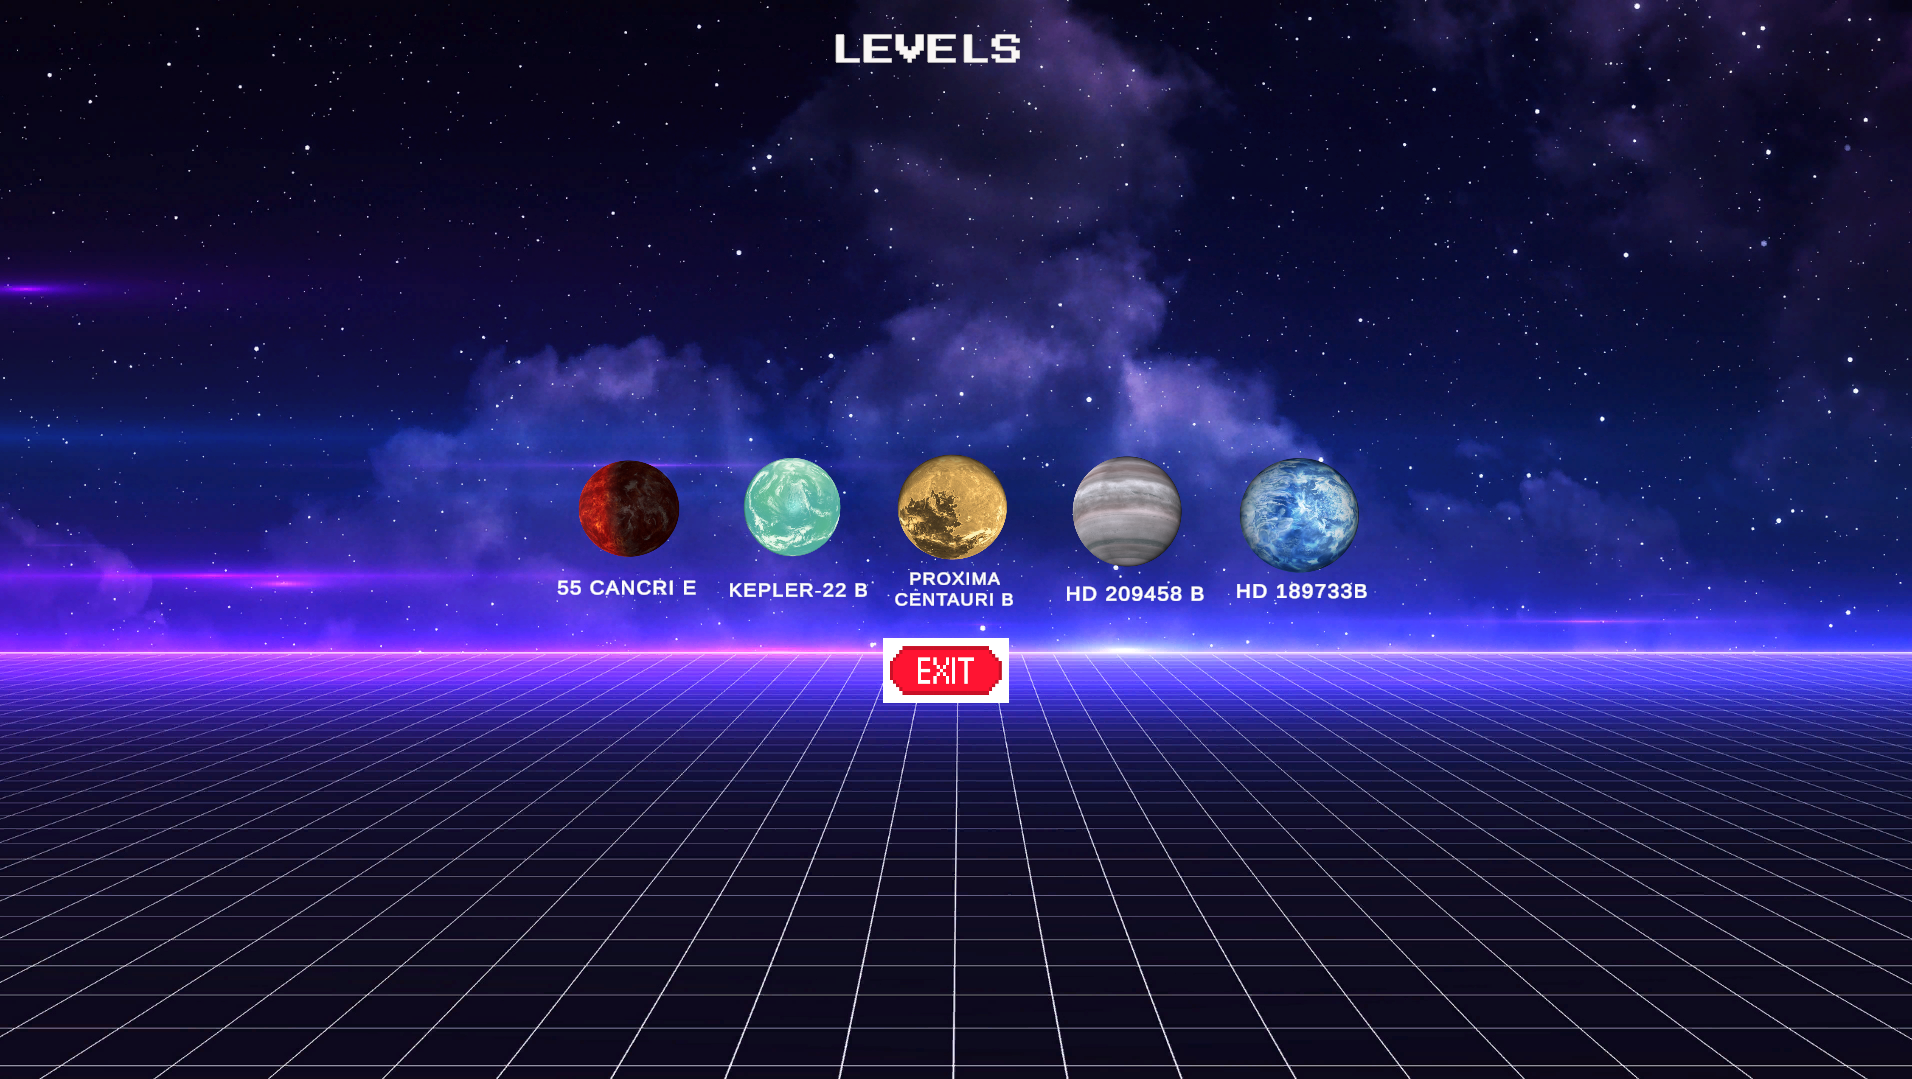 LEVELS
55 CANCRI E
KEPLER-22 B
PROXIMA
CENTAURI B
HD 209458 B
HD 189733B
EXIT